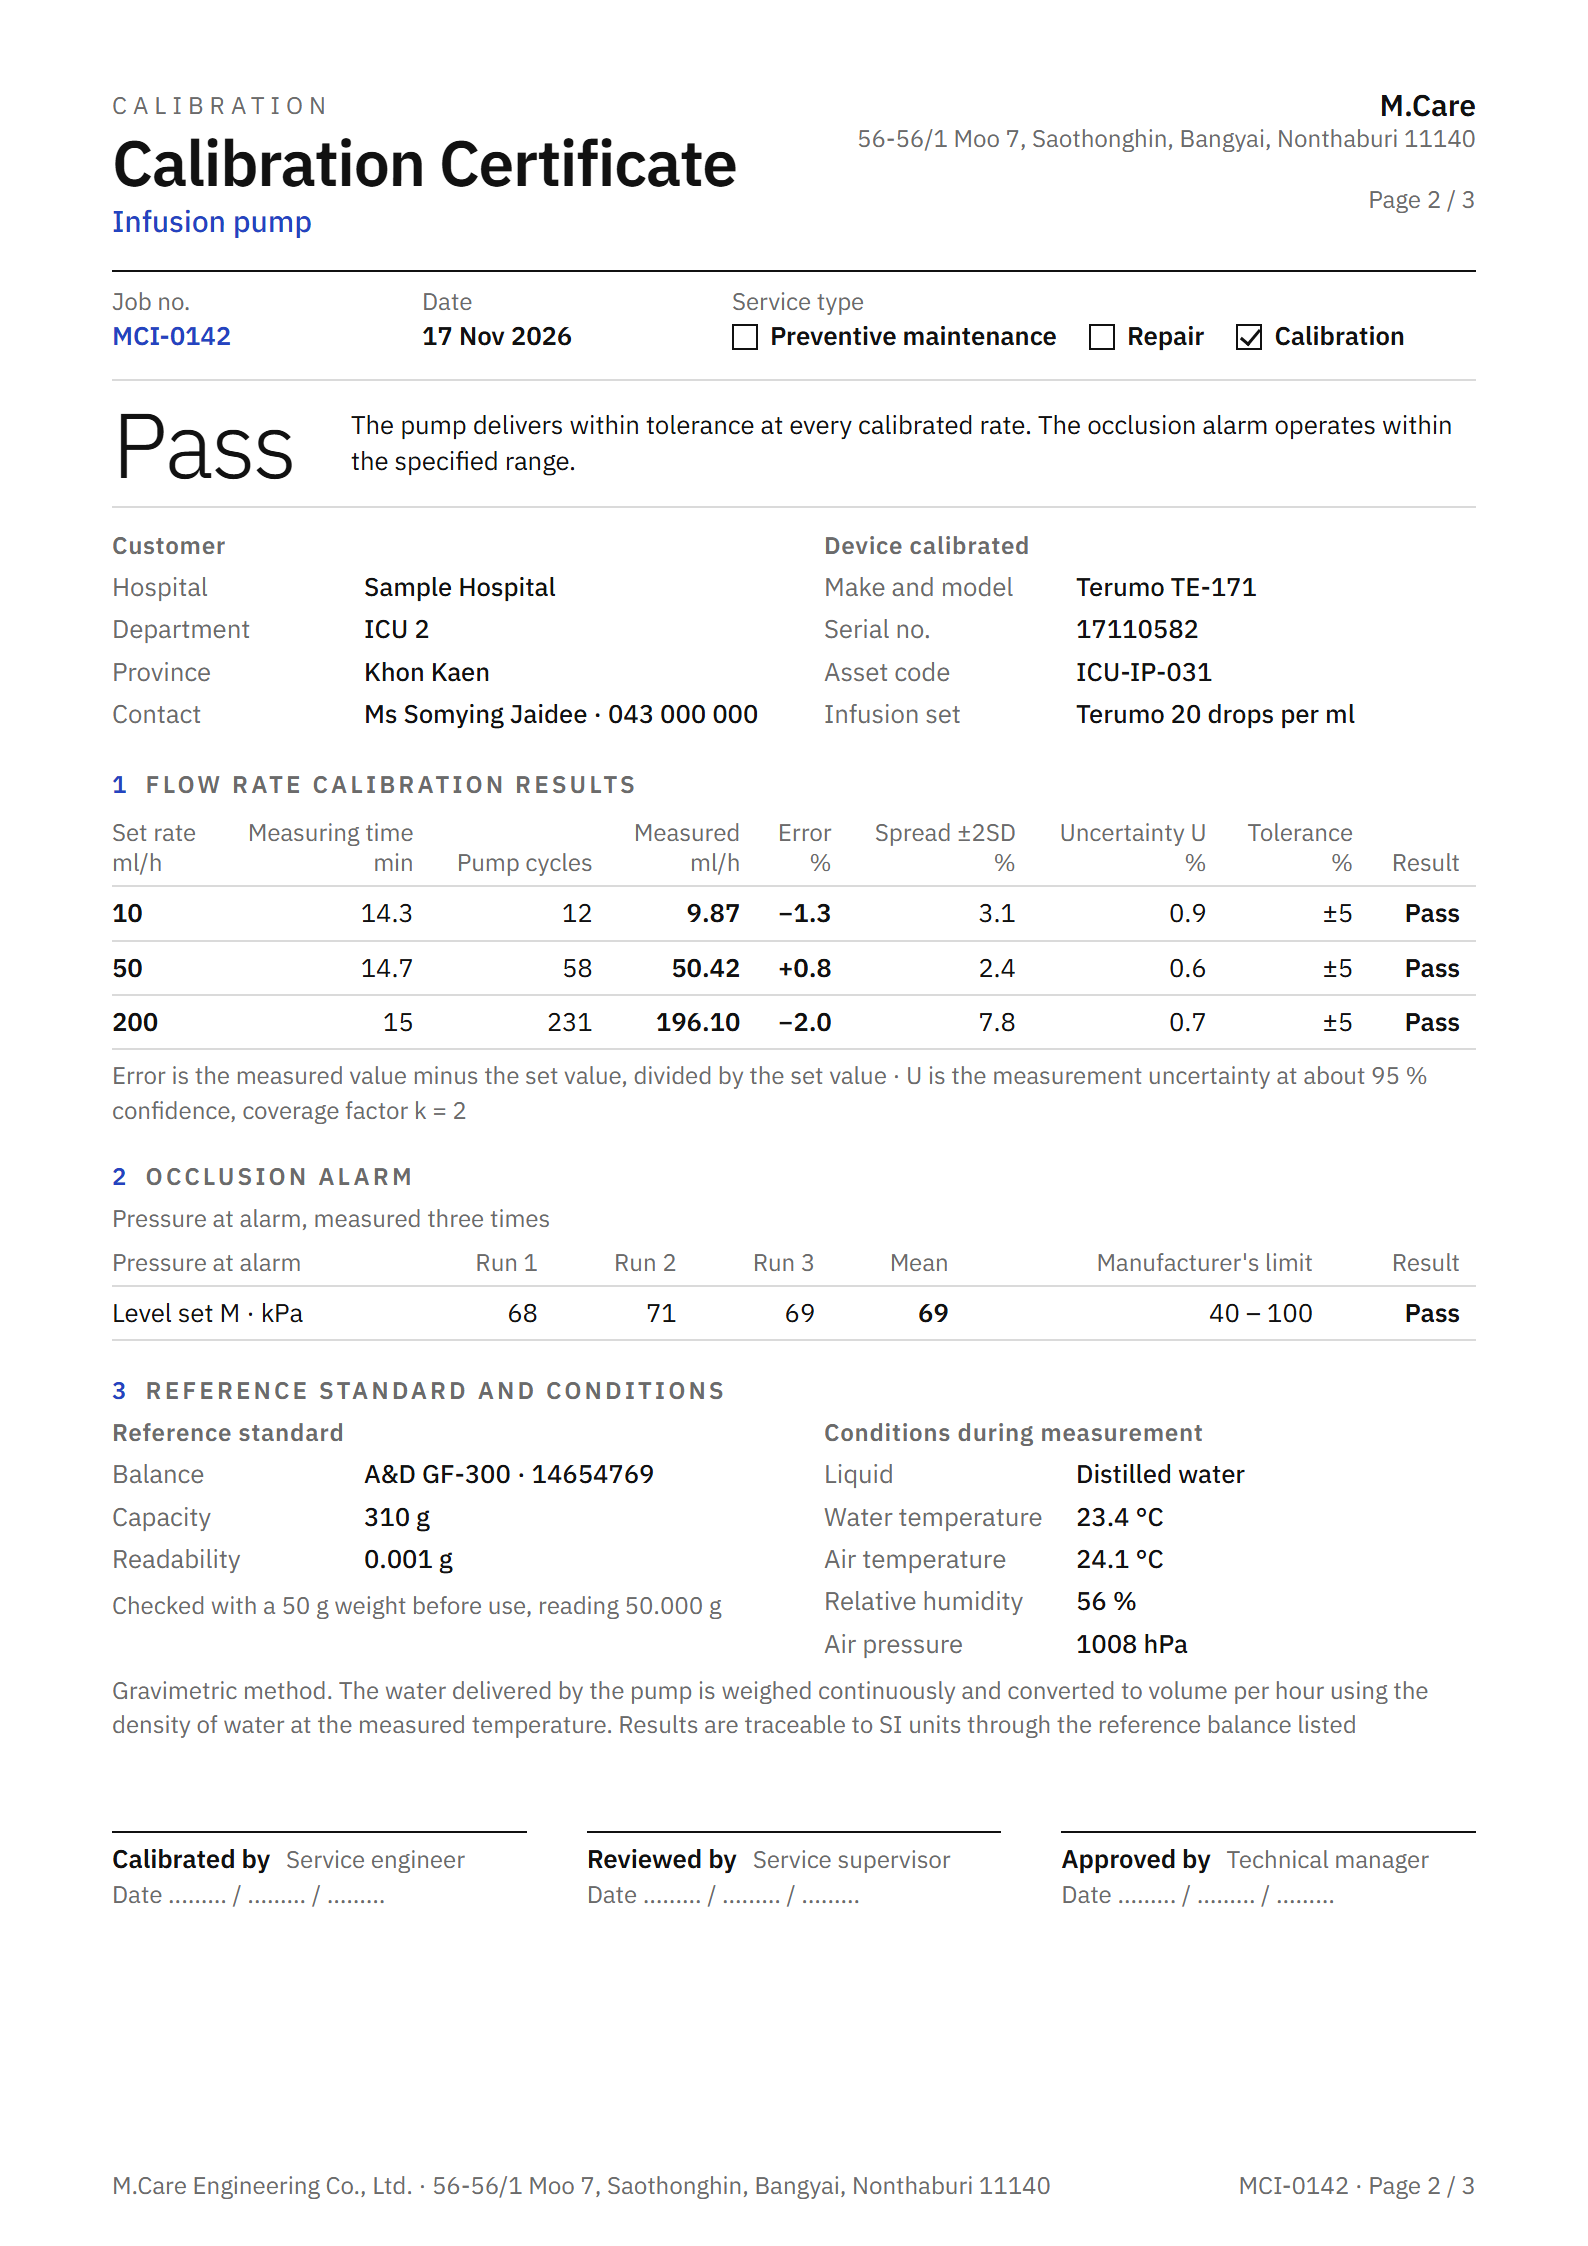 CALIBRATION
Calibration Certificate
Infusion pump
M.Care
56-56/1 Moo 7, Saothonghin, Bangyai, Nonthaburi 11140
Page 2 / 3
Job no. Date Service type
MCI-0142 17 Nov 2026 ☐ Preventive maintenance ☐ Repair ☑ Calibration
Pass
The pump delivers within tolerance at every calibrated rate. The occlusion alarm operates within
the specified range.
Customer
Hospital Sample Hospital
Department ICU 2
Province Khon Kaen
Contact Ms Somying Jaidee · 043 000 000
Device calibrated
Make and model Terumo TE-171
Serial no. 17110582
Asset code ICU-IP-031
Infusion set Terumo 20 drops per ml
1 FLOW RATE CALIBRATION RESULTS
Set rate Measuring time Measured Error Spread ±2SD Uncertainty U Tolerance
ml/h min Pump cycles ml/h % % % % Result
10 14.3 12 9.87 −1.3 3.1 0.9 ±5 Pass
50 14.7 58 50.42 +0.8 2.4 0.6 ±5 Pass
200 15 231 196.10 −2.0 7.8 0.7 ±5 Pass
Error is the measured value minus the set value, divided by the set value · U is the measurement uncertainty at about 95 %
confidence, coverage factor k = 2
2 OCCLUSION ALARM
Pressure at alarm, measured three times
Pressure at alarm Run 1 Run 2 Run 3 Mean Manufacturer's limit Result
Level set M · kPa 68 71 69 69 40 – 100 Pass
3 REFERENCE STANDARD AND CONDITIONS
Reference standard
Balance A&D GF-300 · 14654769
Capacity 310 g
Readability 0.001 g
Checked with a 50 g weight before use, reading 50.000 g
Conditions during measurement
Liquid Distilled water
Water temperature 23.4 °C
Air temperature 24.1 °C
Relative humidity 56 %
Air pressure 1008 hPa
Gravimetric method. The water delivered by the pump is weighed continuously and converted to volume per hour using the
density of water at the measured temperature. Results are traceable to SI units through the reference balance listed
Calibrated by Service engineer
Date ......... / ......... / .........
Reviewed by Service supervisor
Date ......... / ......... / .........
Approved by Technical manager
Date ......... / ......... / .........
M.Care Engineering Co., Ltd. · 56-56/1 Moo 7, Saothonghin, Bangyai, Nonthaburi 11140
MCI-0142 · Page 2 / 3